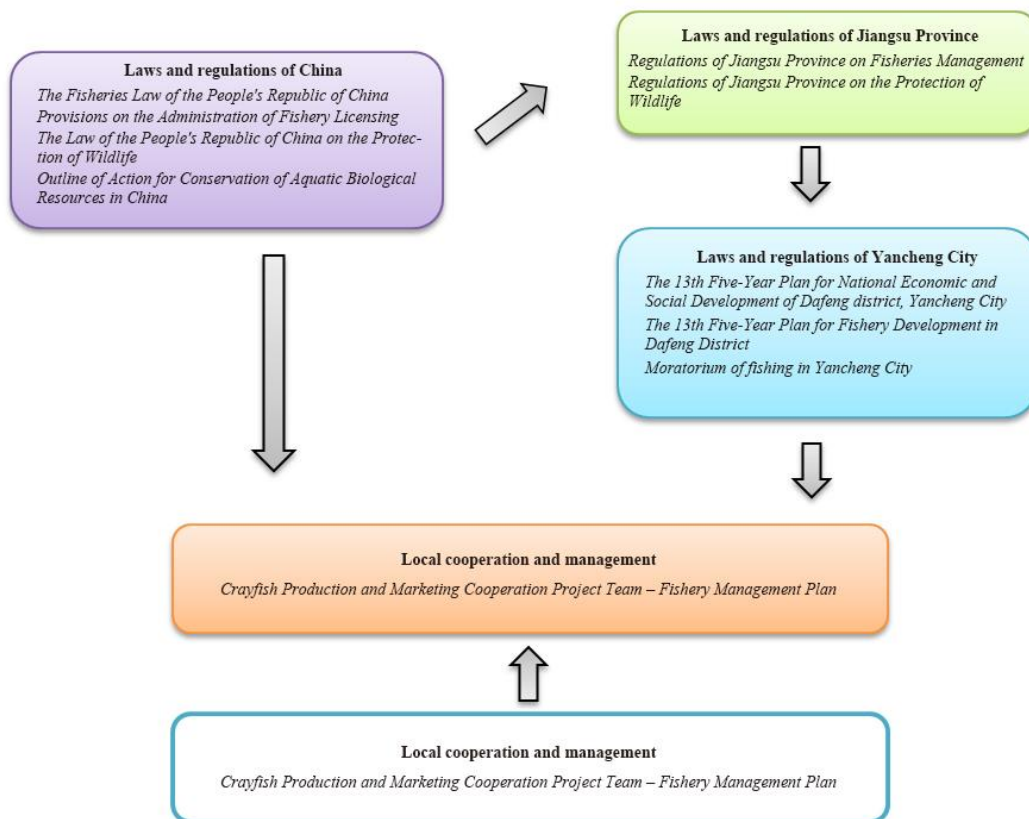 Laws and regulations of China
The Fisheries Law of the People's Republic of China
Provisions on the Administration of Fishery Licensing
The Law of the People's Republic of China on the Protec-
tion of Wildlife
Outline of Action for Conservation of Aquatic Biological
Resources in China
Laws and regulations of Jiangsu Province
Regulations of Jiangsu Province on Fisheries Management
Regulations of Jiangsu Province on the Protection of
Wildlife
Laws and regulations of Yancheng City
The 13th Five-Year Plan for National Economic and
Social Development of Dafeng district, Yancheng City
The 13th Five-Year Plan for Fishery Development in
Dafeng District
Moratorium of fishing in Yancheng City
Local cooperation and management
Crayfish Production and Marketing Cooperation Project Team – Fishery Management Plan
Local cooperation and management
Crayfish Production and Marketing Cooperation Project Team – Fishery Management Plan